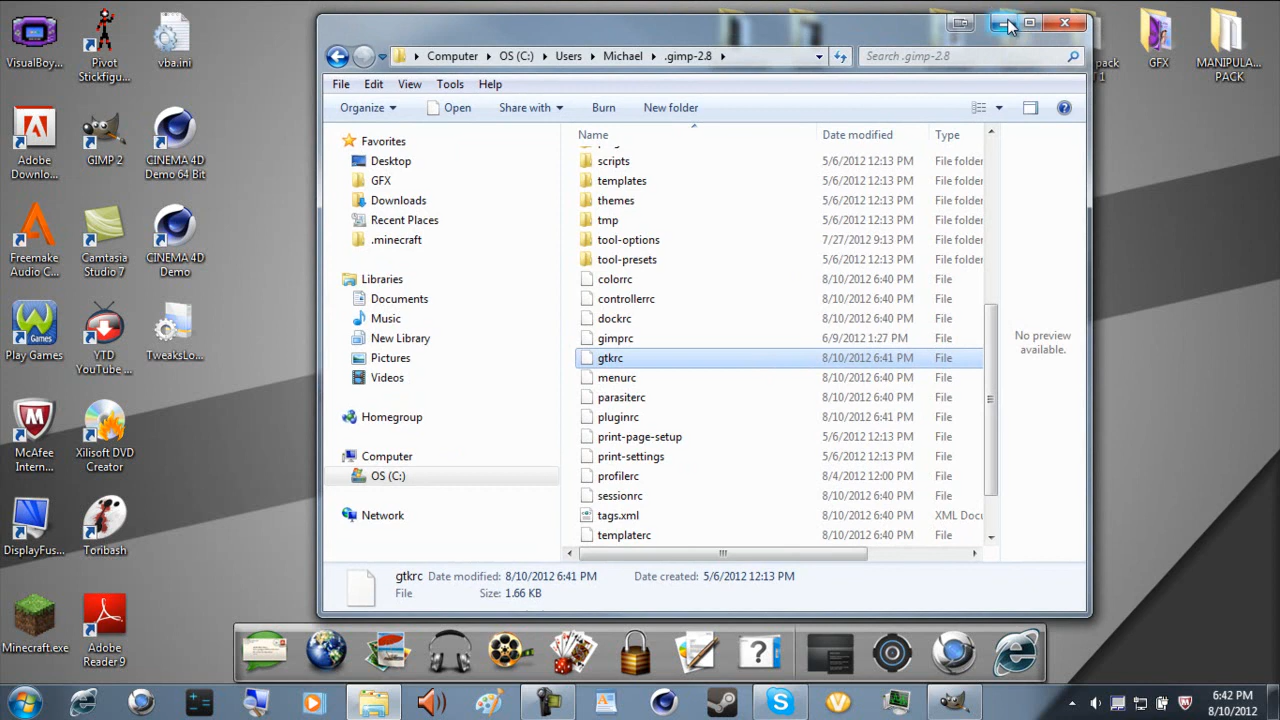 VisualBoy...
Pivot
Stickfigu...
vba.ini
Adobe
Downlo...
GIMP 2
CINEMA 4D
Demo 64 Bit
Freemake
Audio C...
Camtasia
Studio 7
CINEMA 4D
Demo
Play Games
YTD
YouTube ...
TweaksLo...
McAfee
Intern...
Xilisoft DVD
Creator
DisplayFus...
Toribash
Minecraft.exe
Adobe
Reader 9
GFX
MANIPULA...
PACK
Computer
OS (C:)
Users
Michael
.gimp-2.8
Search .gimp-2.8
File Edit View Tools Help
Organize Open Share with Burn New folder
Favorites
Desktop
GFX
Downloads
Recent Places
.minecraft
Libraries
Documents
Music
New Library
Pictures
Videos
Homegroup
Computer
OS (C:)
Network
Name Date modified Type
scripts 5/6/2012 12:13 PM File folder
templates 5/6/2012 12:13 PM File folder
themes 5/6/2012 12:13 PM File folder
tmp 5/6/2012 12:13 PM File folder
tool-options 7/27/2012 9:13 PM File folder
tool-presets 5/6/2012 12:13 PM File folder
colorrc 8/10/2012 6:40 PM File
controllerrc 8/10/2012 6:40 PM File
dockrc 8/10/2012 6:40 PM File
gimprc 6/9/2012 1:27 PM File
gtkrc 8/10/2012 6:41 PM File
menurc 8/10/2012 6:40 PM File
parasiterc 8/10/2012 6:40 PM File
pluginrc 8/10/2012 6:41 PM File
print-page-setup 5/6/2012 12:13 PM File
print-settings 5/6/2012 12:13 PM File
profilerc 8/4/2012 12:00 PM File
sessionrc 8/10/2012 6:40 PM File
tags.xml 8/10/2012 6:40 PM XML Docu
templaterc 8/10/2012 6:40 PM File
No preview
available.
gtkrc Date modified: 8/10/2012 6:41 PM Date created: 5/6/2012 12:13 PM
File Size: 1.66 KB
6:42 PM
8/10/2012